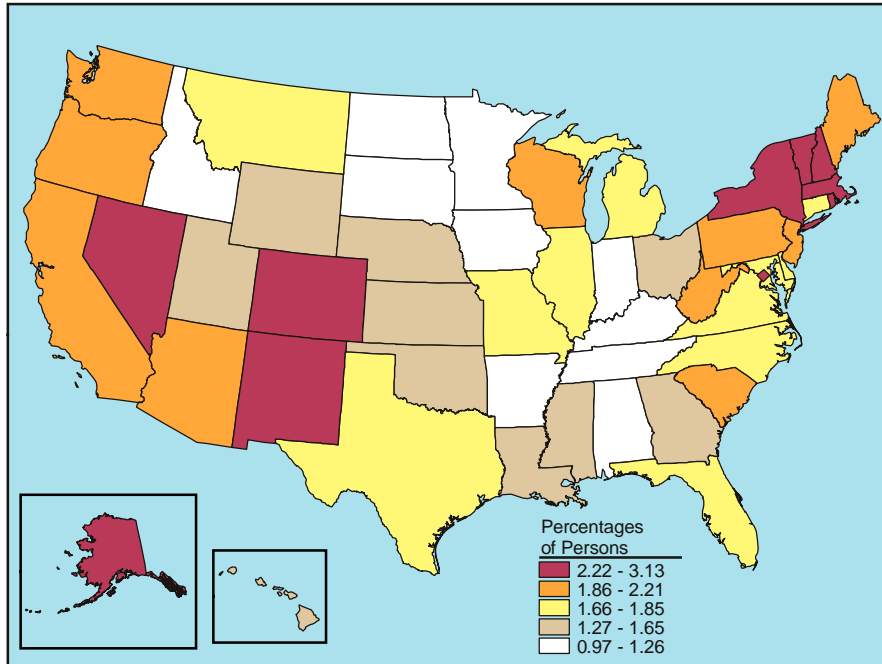 Percentages
of Persons
2.22 - 3.13
1.86 - 2.21
1.66 - 1.85
1.27 - 1.65
0.97 - 1.26